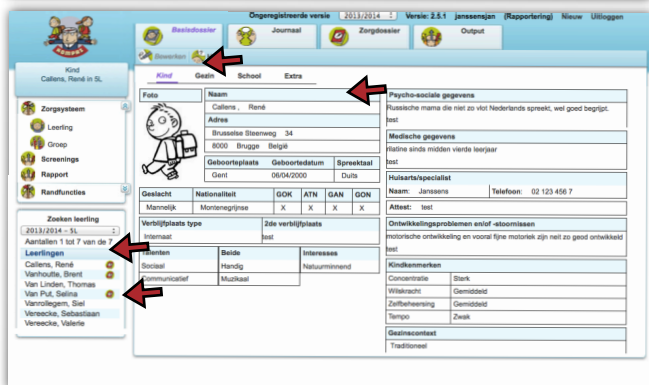 Ongeregistreerde versie 2013/2014 Versie: 2.5.1 janssensjan (Rapportering) Nieuw Uitloggen
Basisdossier Journaal Zorgdossier Output
Bewerken
Kind
Callens, René in 5L
Zorgsysteem
Leerling
Groep
Screenings
Rapport
Randfuncties
Zoeken leerling
2013/2014 - 5L
Aantallen 1 tot 7 van de 7
Leerlingen
Callens, René
Vanhoutte, Brent
Van Linden, Thomas
Van Put, Selina
Vanrollegem, Siel
Vereecke, Sebastiaan
Vereecke, Valerie
Kind Gezin School Extra
Foto
Naam
Callens , René
Adres
Brusselse Steenweg 34
8000 Brugge België
Geboorteplaats Geboortedatum Spreektaal
Gent 06/04/2000 Duits
Geslacht Nationaliteit GOK ATN GAN GON
Mannelijk Montenegrijnse X X X X
Verblijfplaats type 2de verblijfplaats
Internaat test
Talenten Beide Interesses
Sociaal Handig Natuurminnend
Communicatief Muzikaal
Psycho-sociale gegevens
Russische mama die niet zo vlot Nederlands spreekt, wel goed begrijpt.
test
Medische gegevens
rilatine sinds midden vierde leerjaar
test
Huisarts/specialist
Naam: Janssens Telefoon: 02 123 456 7
Attest: test
Ontwikkelingsproblemen en/of -stoornissen
motorische ontwikkeling en vooral fijne motoriek zijn neit zo geod ontwikkeld
test
Kindkenmerken
Concentratie Sterk
Wilskracht Gemiddeld
Zelfbeheersing Gemiddeld
Tempo Zwak
Gezinscontext
Traditioneel